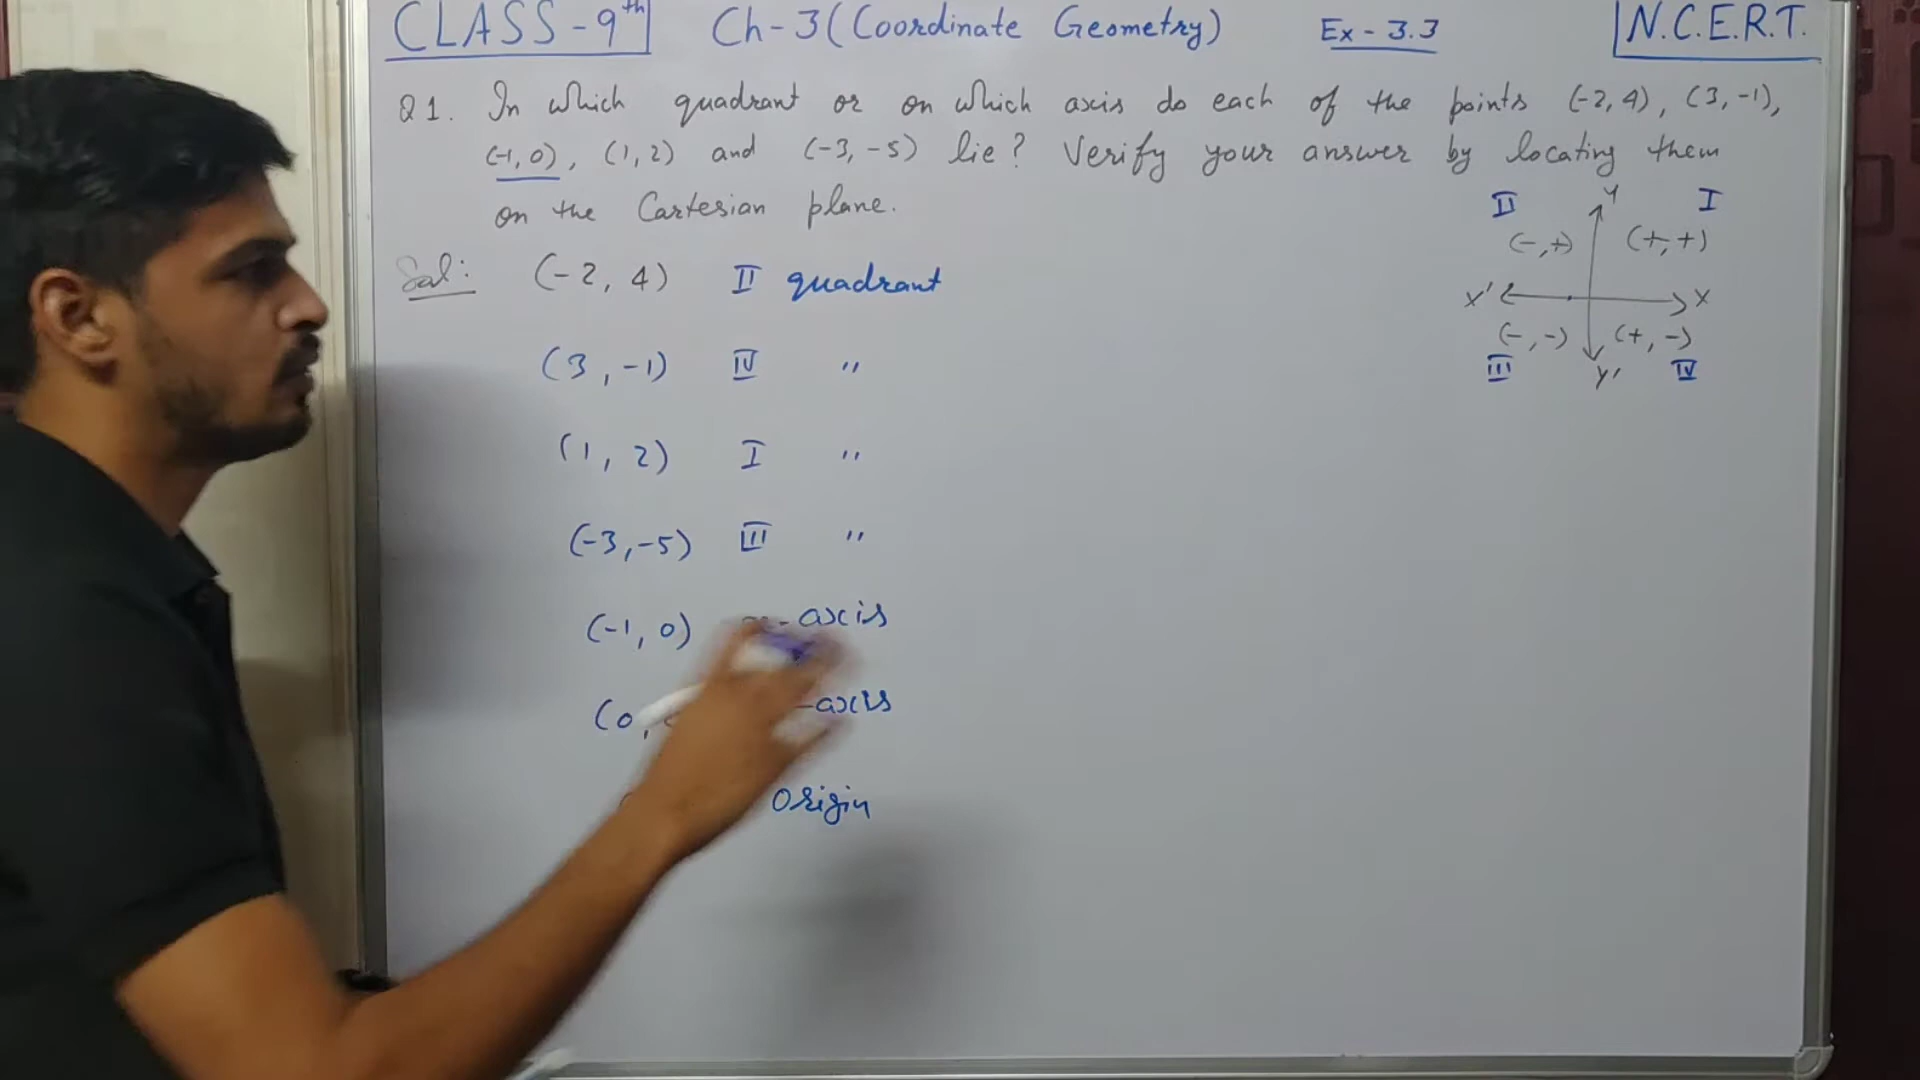 CLASS-9th Ch-3(Coordinate Geometry) Ex-3.3 N.C.E.R.T.
Q1. In which quadrant or on which axis do each of the points (-2,4), (3,-1),
(-1,0), (1,2) and (-3,-5) lie? Verify your answer by locating them
on the Cartesian plane.
II Y I
(-,+) (+,+)
X' X
(-,-) (+,-)
III Y' IV
Sol: (-2, 4) II quadrant
(3, -1) IV "
(1, 2) I "
(-3,-5) III "
(-1, 0) -axis
(0, -axis
Origin